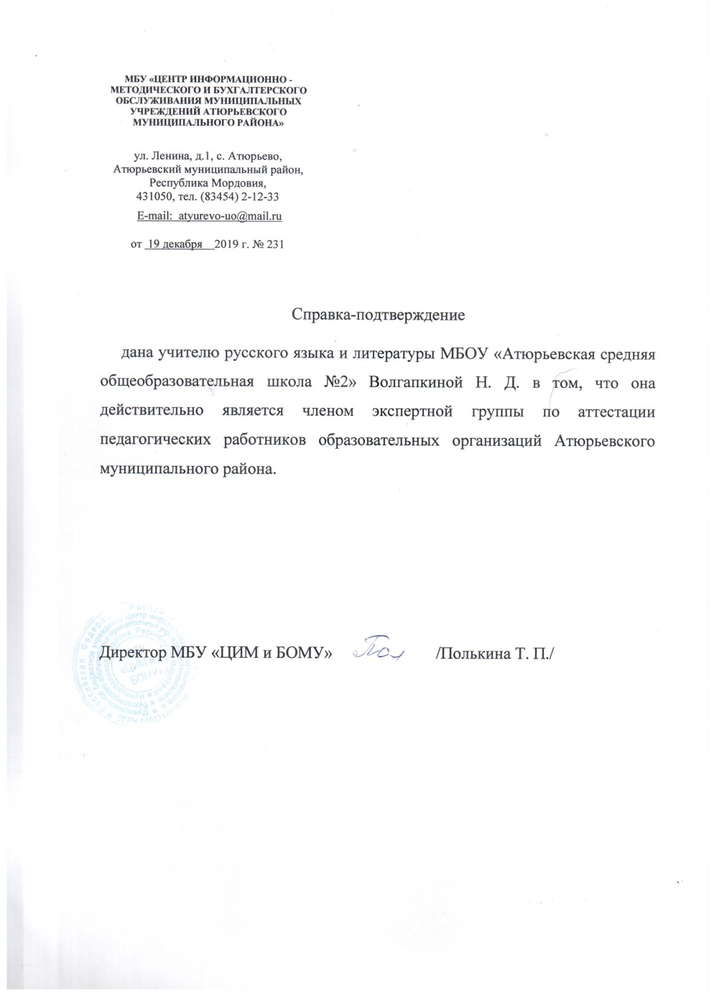 МБУ «ЦЕНТР ИНФОРМАЦИОННО -
МЕТОДИЧЕСКОГО И БУХГАЛТЕРСКОГО
ОБСЛУЖИВАНИЯ МУНИЦИПАЛЬНЫХ
УЧРЕЖДЕНИЙ АТЮРЬЕВСКОГО
МУНИЦИПАЛЬНОГО РАЙОНА»
ул. Ленина, д.1, с. Атюрьево,
Атюрьевский муниципальный район,
Республика Мордовия,
431050, тел. (83454) 2-12-33
E-mail: atyurevo-uo@mail.ru
от 19 декабря 2019 г. № 231
Справка-подтверждение
дана учителю русского языка и литературы МБОУ «Атюрьевская средняя
общеобразовательная школа №2» Волгапкиной Н. Д. в том, что она
действительно является членом экспертной группы по аттестации
педагогических работников образовательных организаций Атюрьевского
муниципального района.
Директор МБУ «ЦИМ и БОМУ» /Полькина Т. П./
«ЦИМ и
БОМУ»